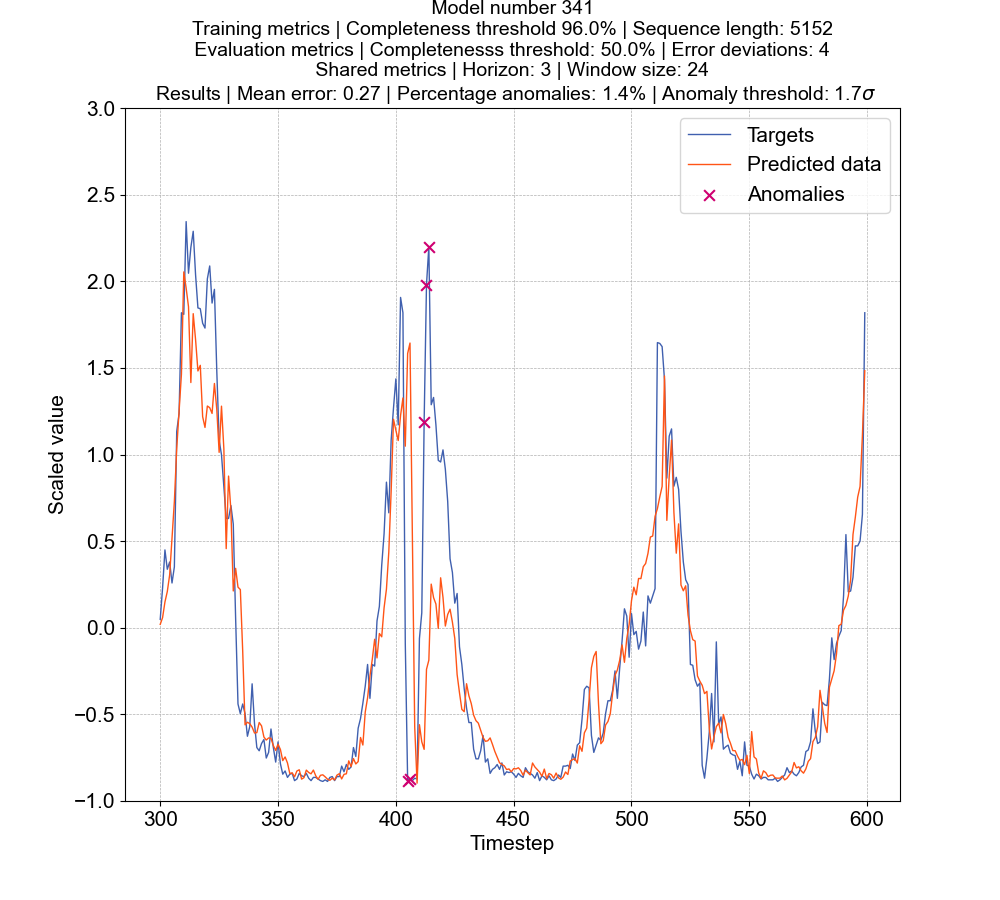 Model number 341
Training metrics | Completeness threshold 96.0% | Sequence length: 5152
Evaluation metrics | Completenesss threshold: 50.0% | Error deviations: 4
Shared metrics | Horizon: 3 | Window size: 24
Results | Mean error: 0.27 | Percentage anomalies: 1.4% | Anomaly threshold: 1.7σ
Targets
Predicted data
Anomalies
Scaled value
3.0
2.5
2.0
1.5
1.0
0.5
0.0
−0.5
−1.0
300 350 400 450 500 550 600
Timestep